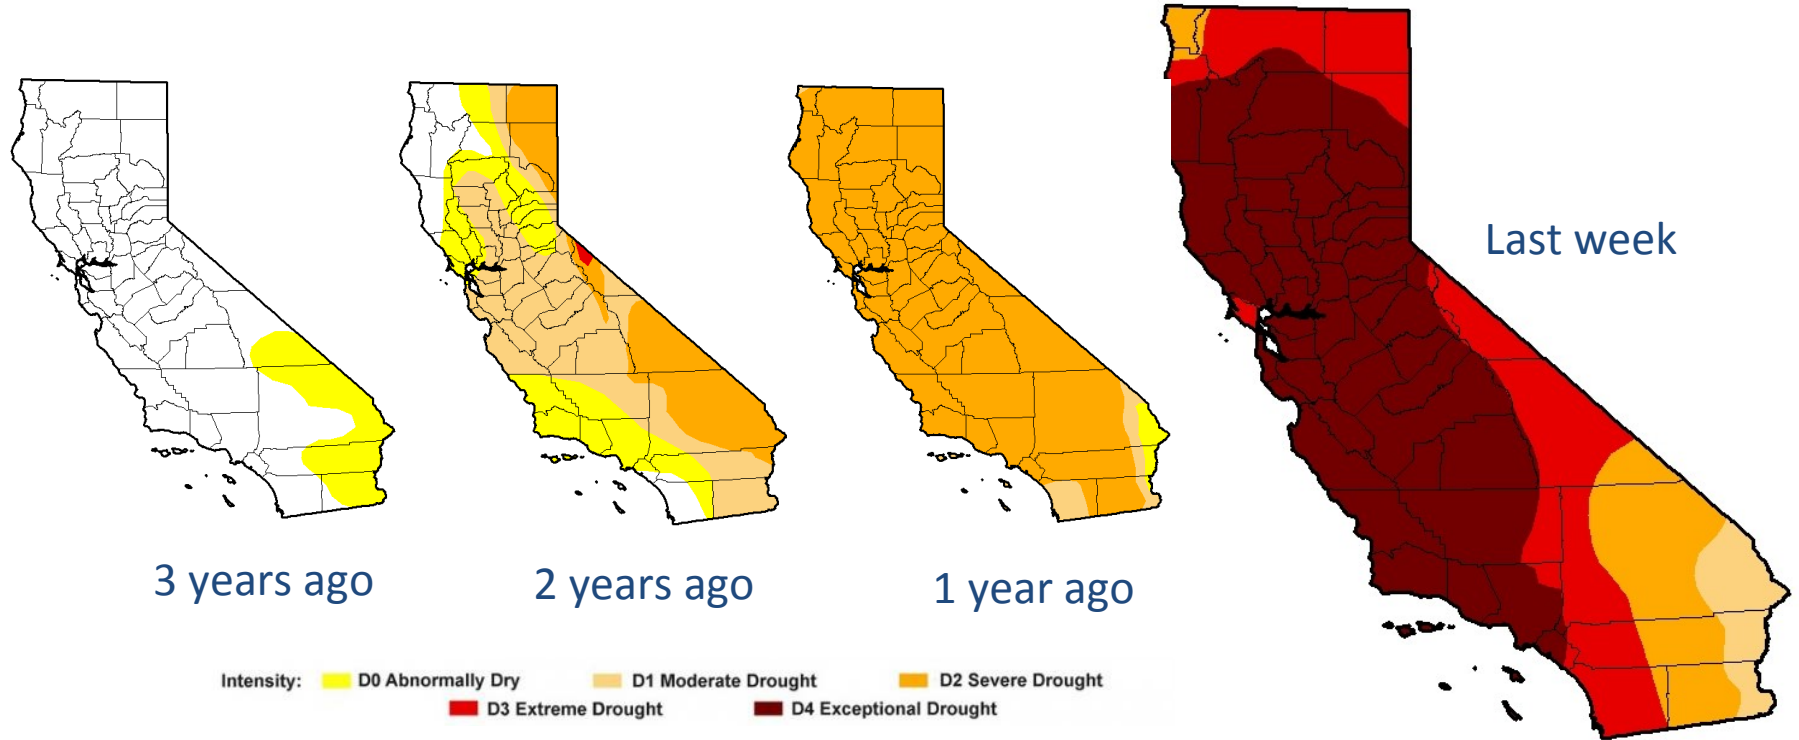 Last week
3 years ago
2 years ago
1 year ago
Intensity: D0 Abnormally Dry D1 Moderate Drought D2 Severe Drought
D3 Extreme Drought D4 Exceptional Drought